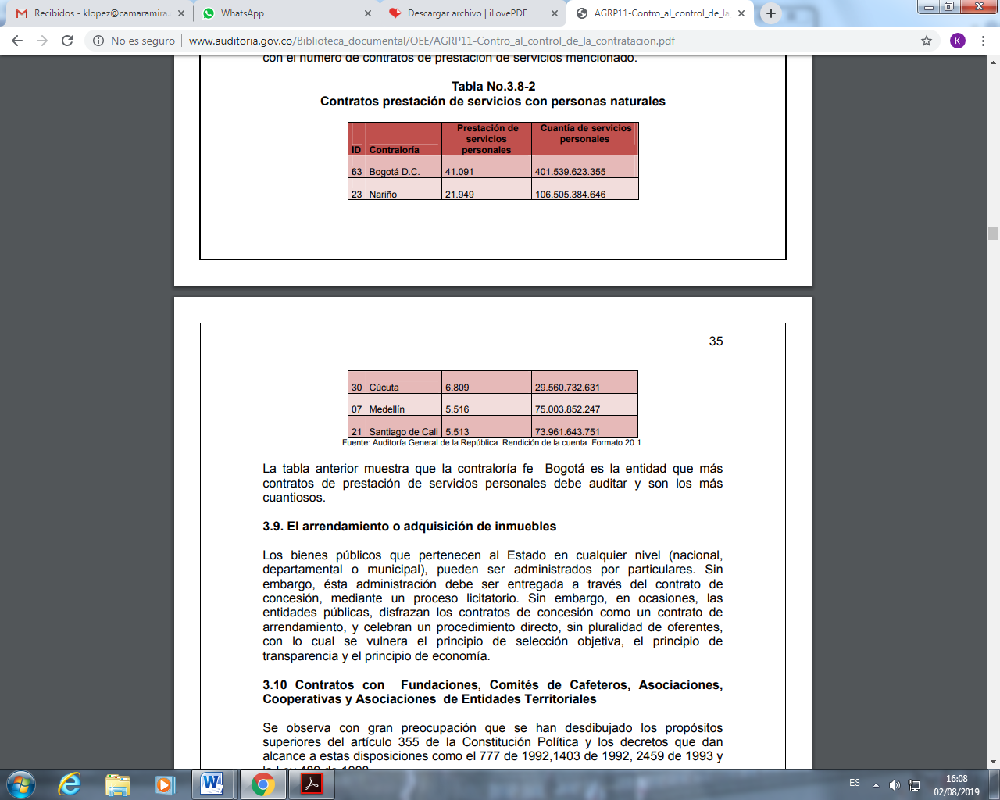 Recibidos - klopez@camaramira.
WhatsApp
Descargar archivo | iLovePDF
AGRP11-Contro_al_control_de_la
K
No es seguro
www.auditoria.gov.co/Biblioteca_documental/OEE/AGRP11-Contro_al_control_de_la_contratacion.pdf
con el número de contratos de prestación de servicios mencionado.
Tabla No.3.8-2
Contratos prestación de servicios con personas naturales
ID Contraloría Prestación de servicios personales Cuantía de servicios personales
63 Bogotá D.C. 41.091 401.539.623.355
23 Nariño 21.949 106.505.384.646
35
30 Cúcuta 6.809 29.560.732.631
07 Medellín 5.516 75.003.852.247
21 Santiago de Cali 5.513 73.961.643.751
Fuente: Auditoría General de la República. Rendición de la cuenta. Formato 20.1
La tabla anterior muestra que la contraloría fe Bogotá es la entidad que más
contratos de prestación de servicios personales debe auditar y son los más
cuantiosos.
3.9. El arrendamiento o adquisición de inmuebles
Los bienes públicos que pertenecen al Estado en cualquier nivel (nacional,
departamental o municipal), pueden ser administrados por particulares. Sin
embargo, ésta administración debe ser entregada a través del contrato de
concesión, mediante un proceso licitatorio. Sin embargo, en ocasiones, las
entidades públicas, disfrazan los contratos de concesión como un contrato de
arrendamiento, y celebran un procedimiento directo, sin pluralidad de oferentes,
con lo cual se vulnera el principio de selección objetiva, el principio de
transparencia y el principio de economía.
3.10 Contratos con Fundaciones, Comités de Cafeteros, Asociaciones,
Cooperativas y Asociaciones de Entidades Territoriales
Se observa con gran preocupación que se han desdibujado los propósitos
superiores del artículo 355 de la Constitución Política y los decretos que dan
alcance a estas disposiciones como el 777 de 1992,1403 de 1992, 2459 de 1993 y
ES
16:08
02/08/2019